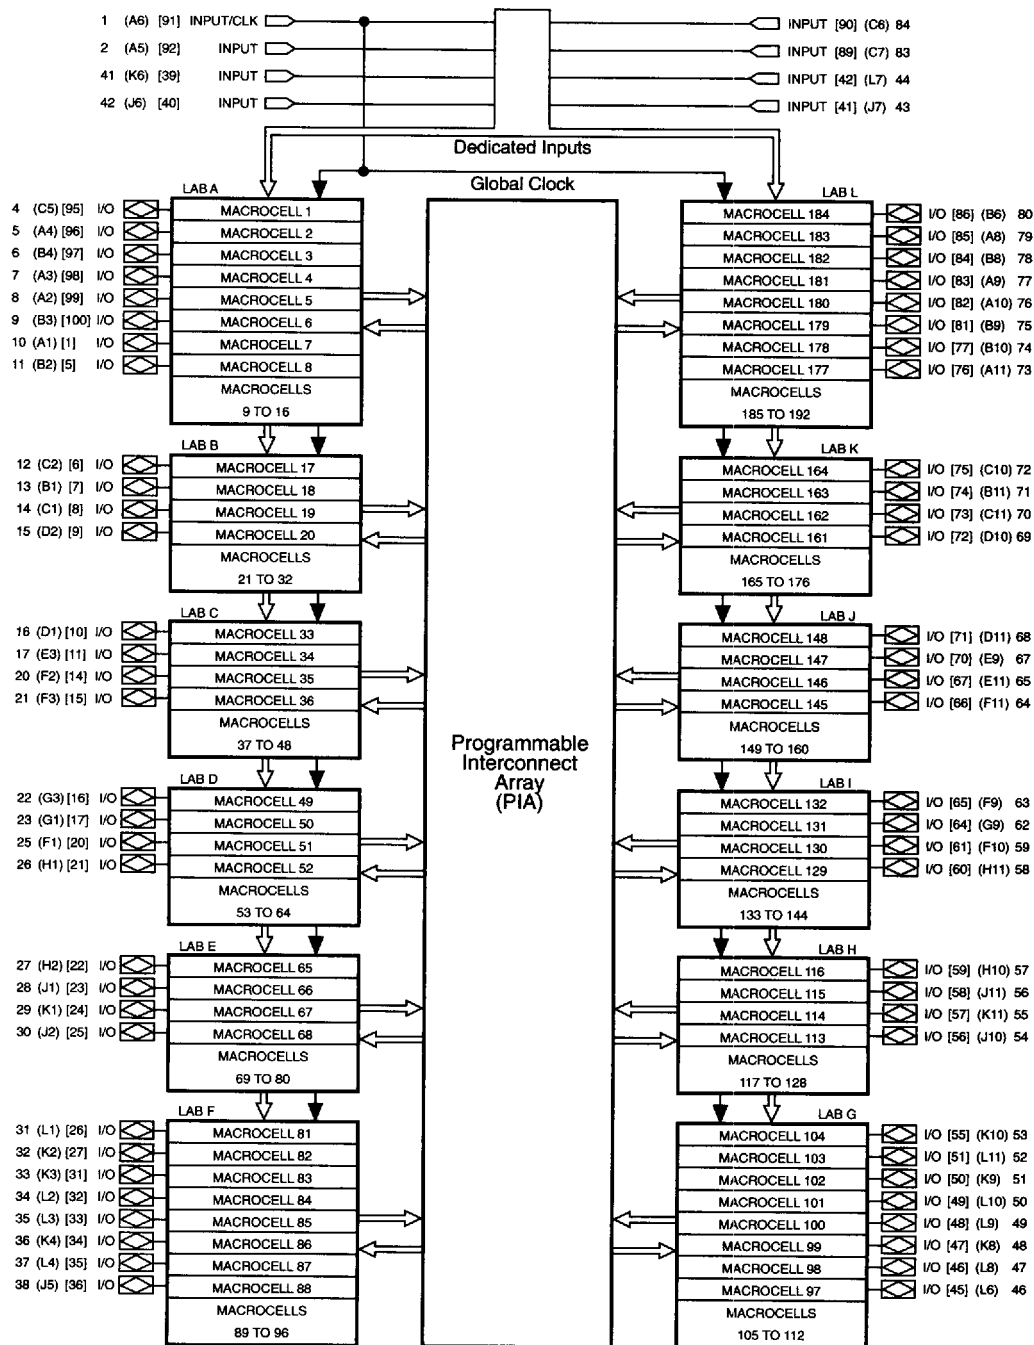 1 (A6) [91] INPUT/CLK
2 (A5) [92] INPUT
41 (K6) [39] INPUT
42 (J6) [40] INPUT
INPUT [90] (C6) 84
INPUT [89] (C7) 83
INPUT [42] (L7) 44
INPUT [41] (J7) 43
Dedicated Inputs
Global Clock
LAB A
4 (C5) [95] I/O MACROCELL 1
5 (A4) [96] I/O MACROCELL 2
6 (B4) [97] I/O MACROCELL 3
7 (A3) [98] I/O MACROCELL 4
8 (A2) [99] I/O MACROCELL 5
9 (B3) [100] I/O MACROCELL 6
10 (A1) [1] I/O MACROCELL 7
11 (B2) [5] I/O MACROCELL 8
MACROCELLS
9 TO 16
LAB B
12 (C2) [6] I/O MACROCELL 17
13 (B1) [7] I/O MACROCELL 18
14 (C1) [8] I/O MACROCELL 19
15 (D2) [9] I/O MACROCELL 20
MACROCELLS
21 TO 32
LAB C
16 (D1) [10] I/O MACROCELL 33
17 (E3) [11] I/O MACROCELL 34
20 (F2) [14] I/O MACROCELL 35
21 (F3) [15] I/O MACROCELL 36
MACROCELLS
37 TO 48
LAB D
22 (G3) [16] I/O MACROCELL 49
23 (G1) [17] I/O MACROCELL 50
25 (F1) [20] I/O MACROCELL 51
26 (H1) [21] I/O MACROCELL 52
MACROCELLS
53 TO 64
LAB E
27 (H2) [22] I/O MACROCELL 65
28 (J1) [23] I/O MACROCELL 66
29 (K1) [24] I/O MACROCELL 67
30 (J2) [25] I/O MACROCELL 68
MACROCELLS
69 TO 80
LAB F
31 (L1) [26] I/O MACROCELL 81
32 (K2) [27] I/O MACROCELL 82
33 (K3) [31] I/O MACROCELL 83
34 (L2) [32] I/O MACROCELL 84
35 (L3) [33] I/O MACROCELL 85
36 (K4) [34] I/O MACROCELL 86
37 (L4) [35] I/O MACROCELL 87
38 (J5) [36] I/O MACROCELL 88
MACROCELLS
89 TO 96
Programmable
Interconnect
Array
(PIA)
LAB L
MACROCELL 184 I/O [86] (B6) 80
MACROCELL 183 I/O [85] (A8) 79
MACROCELL 182 I/O [84] (B8) 78
MACROCELL 181 I/O [83] (A9) 77
MACROCELL 180 I/O [82] (A10) 76
MACROCELL 179 I/O [81] (B9) 75
MACROCELL 178 I/O [77] (B10) 74
MACROCELL 177 I/O [76] (A11) 73
MACROCELLS
185 TO 192
LAB K
MACROCELL 164 I/O [75] (C10) 72
MACROCELL 163 I/O [74] (B11) 71
MACROCELL 162 I/O [73] (C11) 70
MACROCELL 161 I/O [72] (D10) 69
MACROCELLS
165 TO 176
LAB J
MACROCELL 148 I/O [71] (D11) 68
MACROCELL 147 I/O [70] (E9) 67
MACROCELL 146 I/O [67] (E11) 65
MACROCELL 145 I/O [66] (F11) 64
MACROCELLS
149 TO 160
LAB I
MACROCELL 132 I/O [65] (F9) 63
MACROCELL 131 I/O [64] (G9) 62
MACROCELL 130 I/O [61] (F10) 59
MACROCELL 129 I/O [60] (H11) 58
MACROCELLS
133 TO 144
LAB H
MACROCELL 116 I/O [59] (H10) 57
MACROCELL 115 I/O [58] (J11) 56
MACROCELL 114 I/O [57] (K11) 55
MACROCELL 113 I/O [56] (J10) 54
MACROCELLS
117 TO 128
LAB G
MACROCELL 104 I/O [55] (K10) 53
MACROCELL 103 I/O [51] (L11) 52
MACROCELL 102 I/O [50] (K9) 51
MACROCELL 101 I/O [49] (L10) 50
MACROCELL 100 I/O [48] (L9) 49
MACROCELL 99 I/O [47] (K8) 48
MACROCELL 98 I/O [46] (L8) 47
MACROCELL 97 I/O [45] (L6) 46
MACROCELLS
105 TO 112